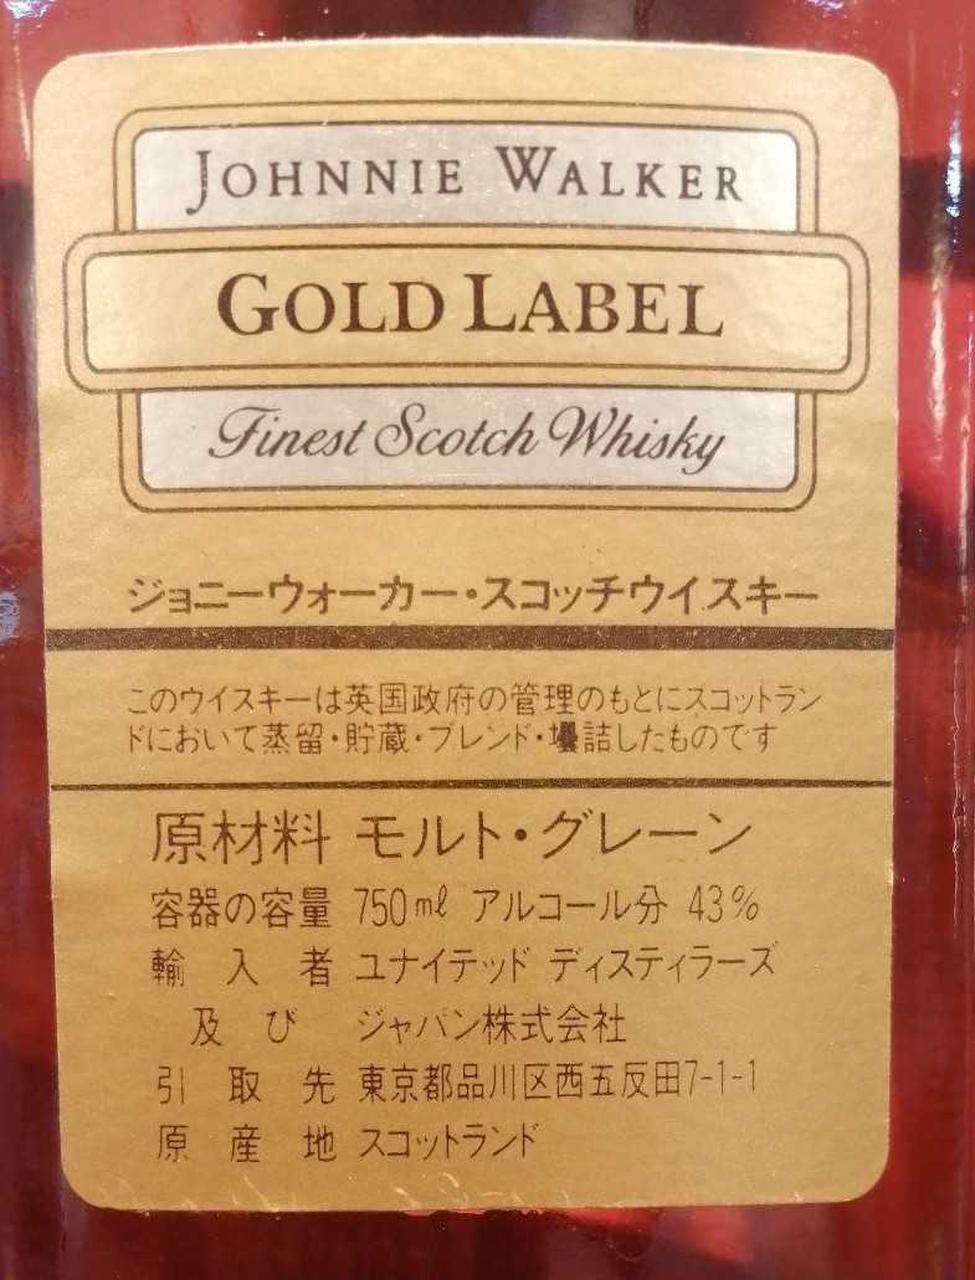 JOHNNIE WALKER
GOLD LABEL
Finest Scotch Whisky
ジョニーウォーカー・スコッチウイスキー
このウイスキーは英国政府の管理のもとにスコットラン
ドにおいて蒸留・貯蔵・ブレンド・壜詰したものです
原材料 モルト・グレーン
容器の容量 750ml アルコール分 43%
輸入者 ユナイテッド ディスティラーズ
及び ジャパン株式会社
引取先 東京都品川区西五反田7-1-1
原産地 スコットランド